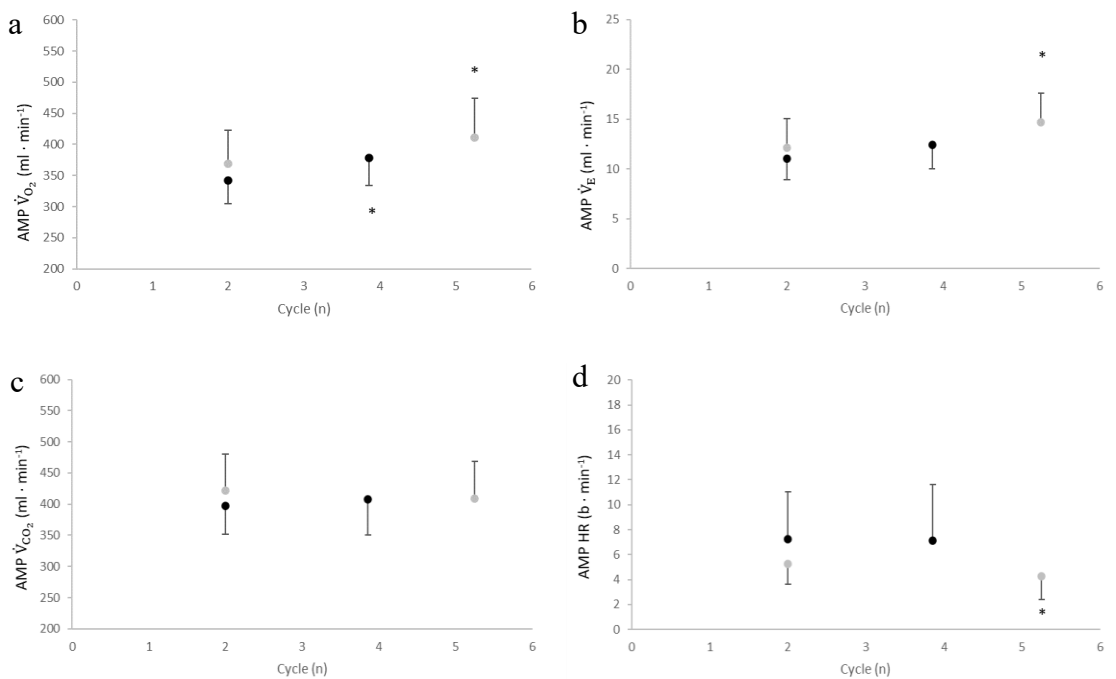 a
600
550
500
450
400
350
300
250
200
AMP V̇O₂ (ml · min⁻¹)
*
*
0 1 2 3 4 5 6
Cycle (n)
b
25
20
15
10
5
0
AMP V̇E (ml · min⁻¹)
*
0 1 2 3 4 5 6
Cycle (n)
c
600
550
500
450
400
350
300
250
200
AMP V̇CO₂ (ml · min⁻¹)
0 1 2 3 4 5 6
Cycle (n)
d
20
18
16
14
12
10
8
6
4
2
0
AMP HR (b · min⁻¹)
*
0 1 2 3 4 5 6
Cycle (n)